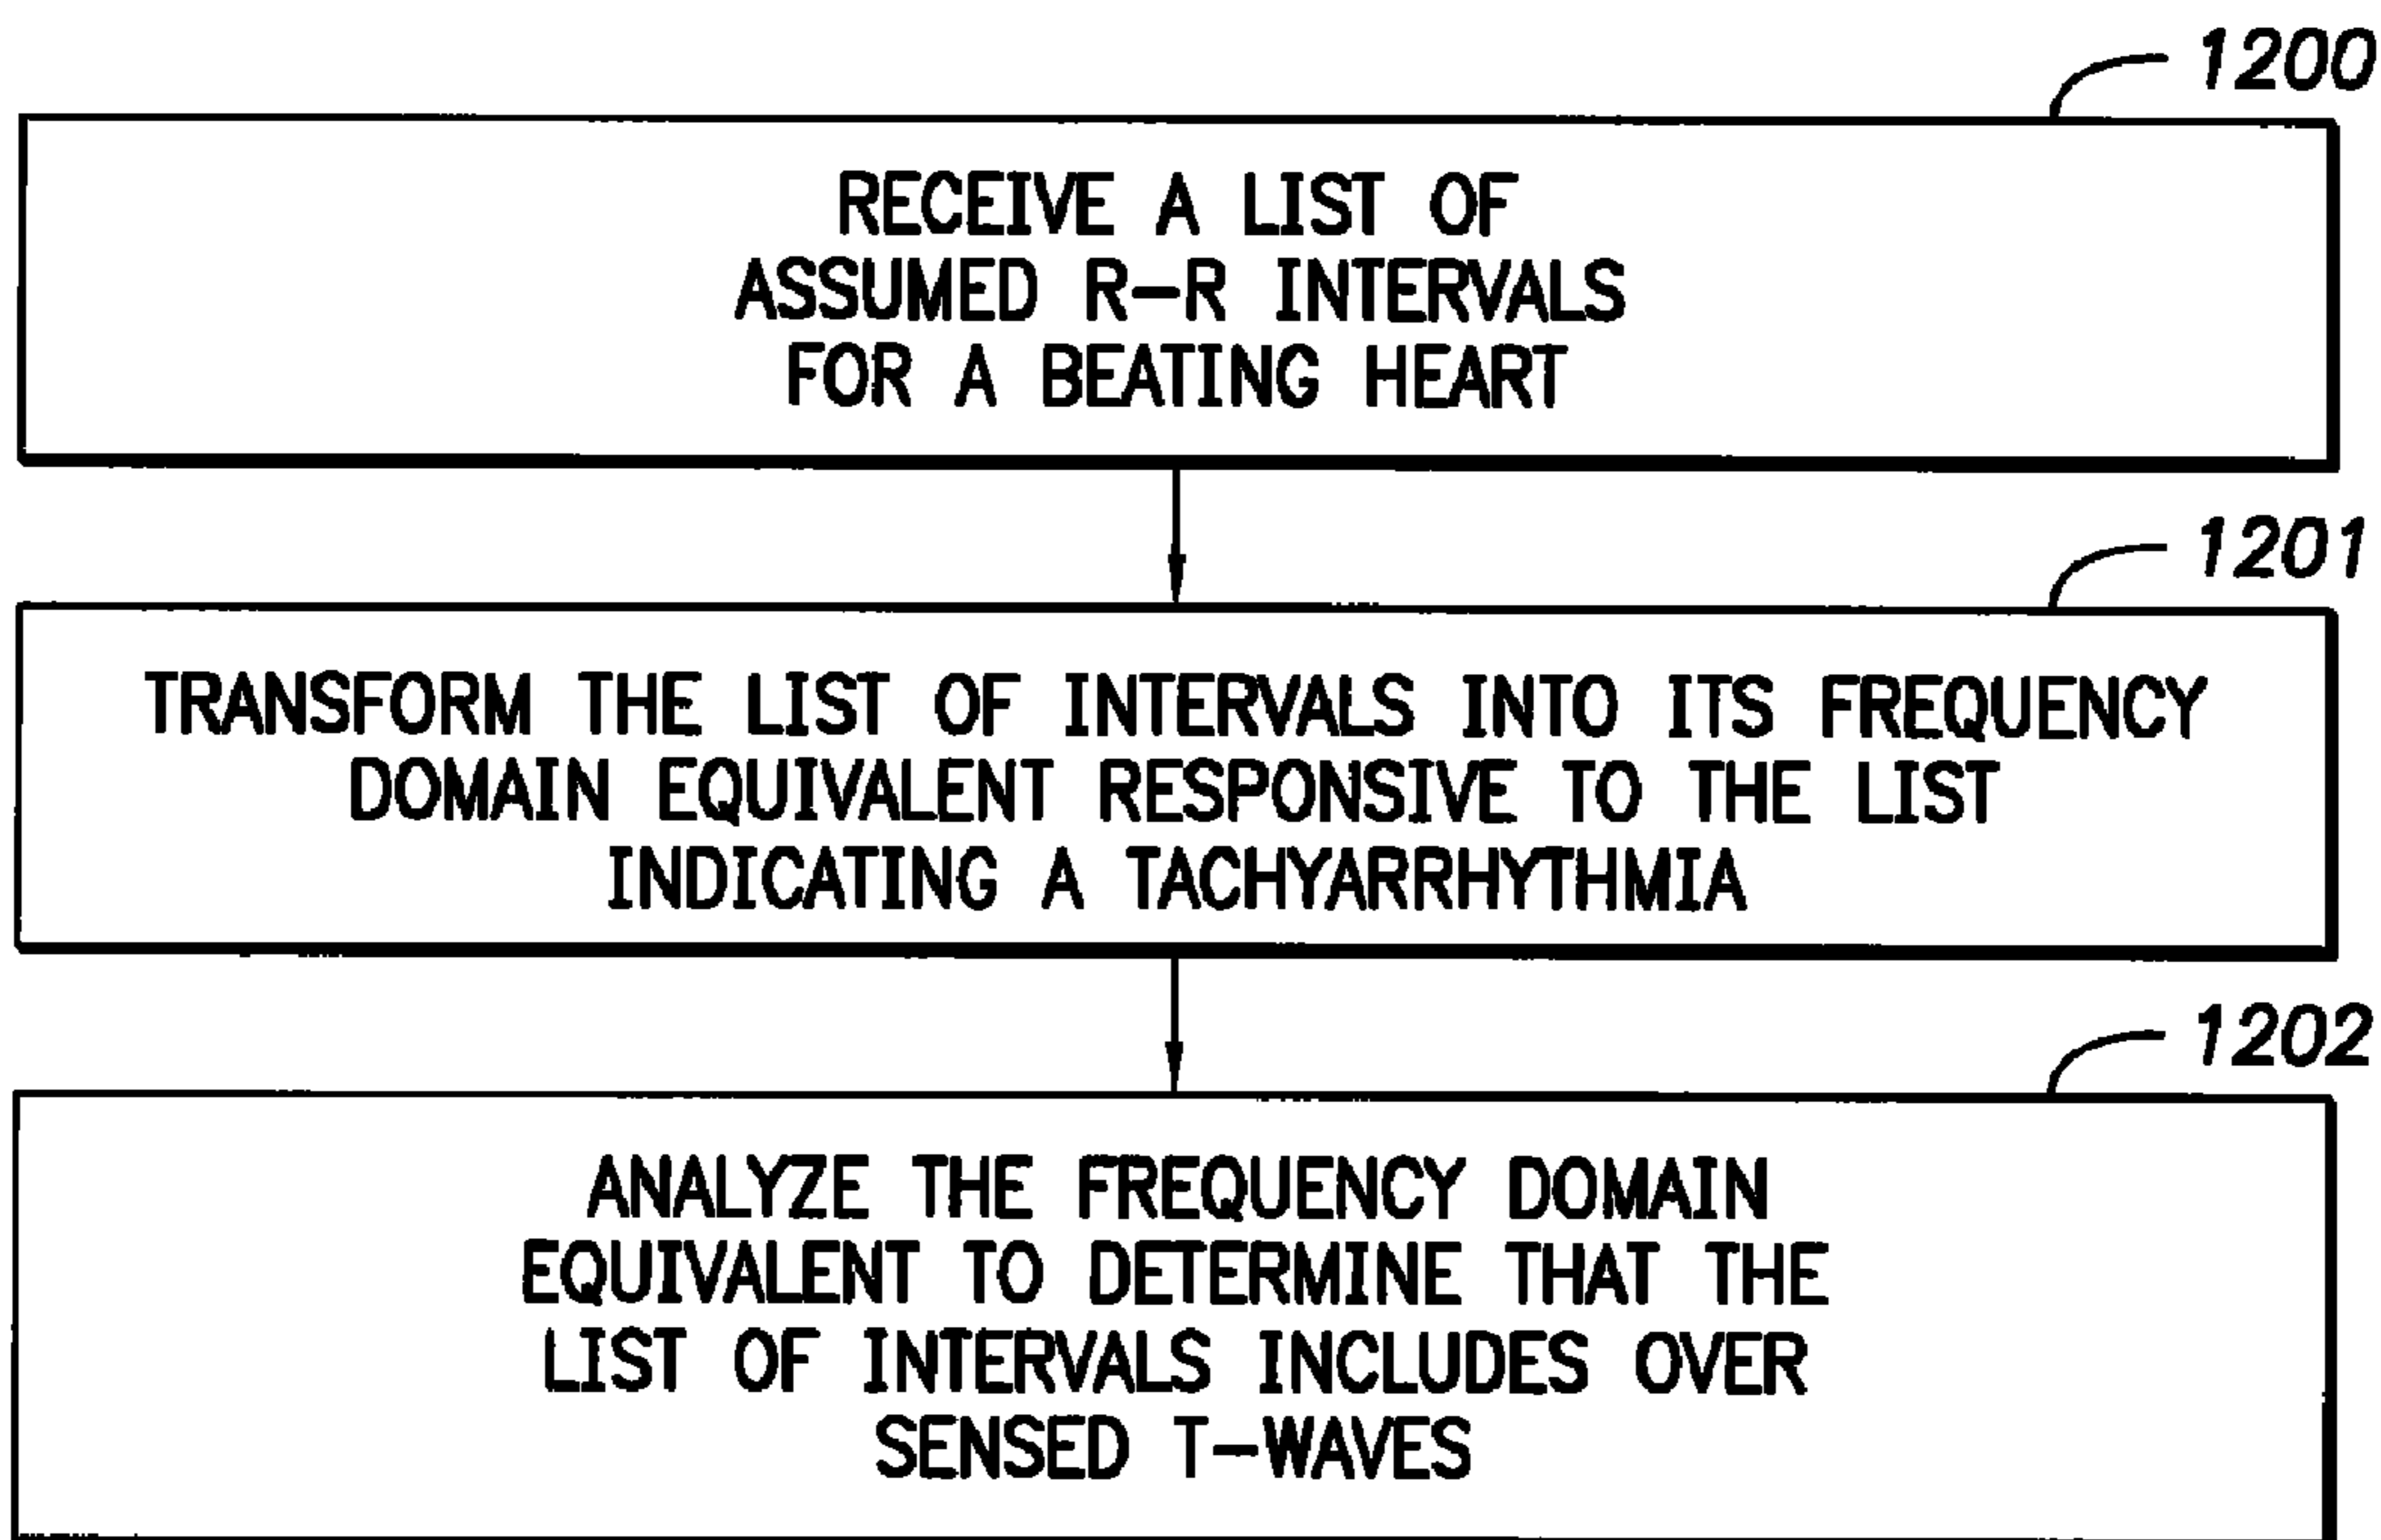 1200
RECEIVE A LIST OF
ASSUMED R-R INTERVALS
FOR A BEATING HEART
1201
TRANSFORM THE LIST OF INTERVALS INTO ITS FREQUENCY
DOMAIN EQUIVALENT RESPONSIVE TO THE LIST
INDICATING A TACHYARRHYTHMIA
1202
ANALYZE THE FREQUENCY DOMAIN
EQUIVALENT TO DETERMINE THAT THE
LIST OF INTERVALS INCLUDES OVER
SENSED T-WAVES